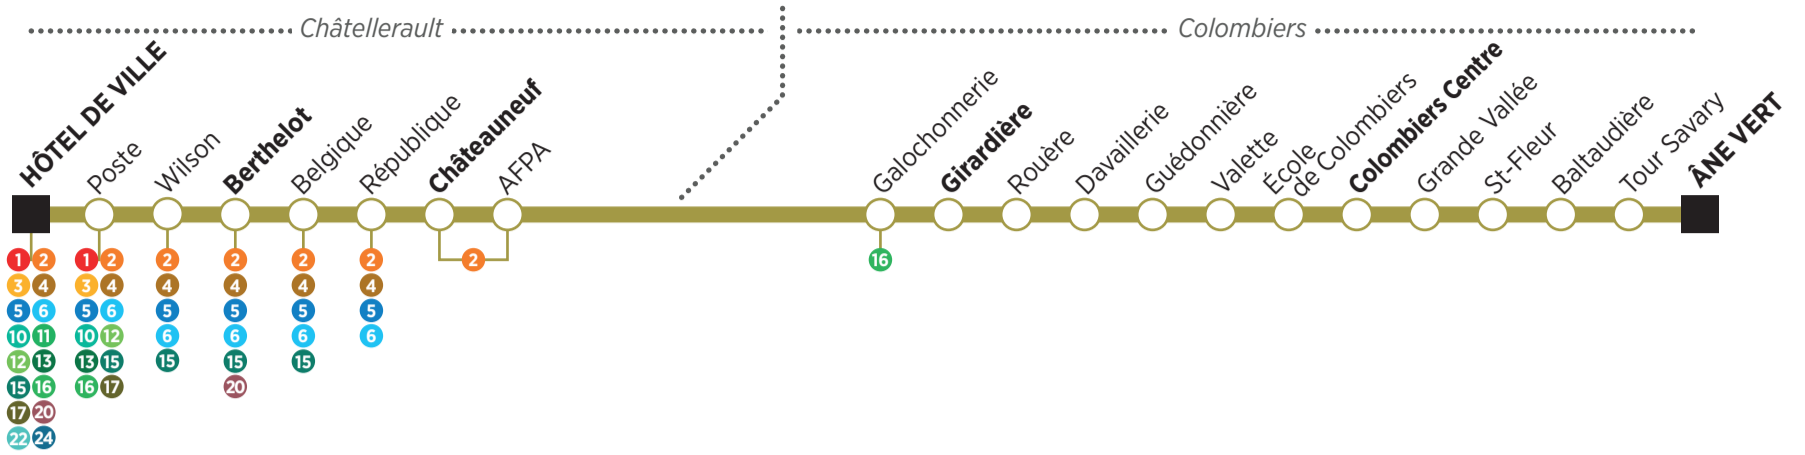 Châtellerault
Colombiers
HÔTEL DE VILLE
Poste
Wilson
Berthelot
Belgique
République
Châteauneuf
AFPA
Galochonnerie
Girardière
Rouère
Davaillerie
Guédonnière
Valette
École
de Colombiers
Colombiers Centre
Grande Vallée
St-Fleur
Baltaudière
Tour Savary
ÂNE VERT
1 2
3 4
5 6
10 11
12 13
15 16
17 20
22 24
1 2
3 4
5 6
10 12
13 15
16 17
2
4
5
6
15
2
4
5
6
15
20
2
4
5
6
15
2
4
5
6
2
16